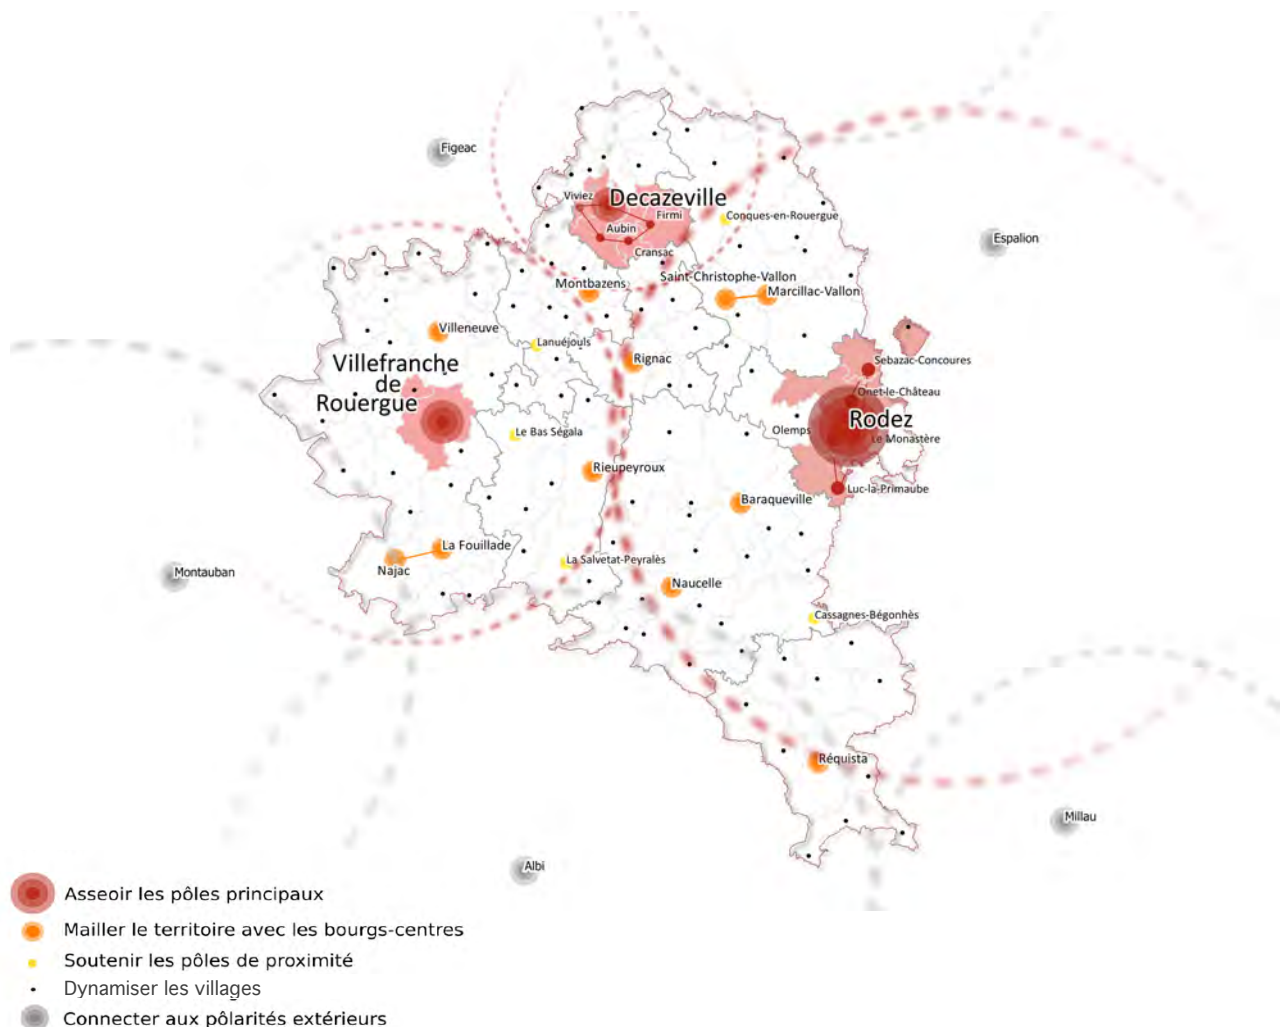 Figeac
Viviez
Decazeville
Firmi
Aubin
Cransac
Conques-en-Rouergue
Espalion
Saint-Christophe-Vallon
Montbazens
Marcillac-Vallon
Villeneuve
Lanuéjouls
Rignac
Sebazac-Concoures
Villefranche
de
Rouergue
Onet-le-Château
Rodez
Olemps
Le Monastère
Le Bas Ségala
Rieupeyroux
Luc-la-Primaube
Baraqueville
La Fouillade
La Salvetat-Peyralès
Najac
Montauban
Naucelle
Cassagnes-Bégonhès
Réquista
Millau
Albi
Asseoir les pôles principaux
Mailler le territoire avec les bourgs-centres
Soutenir les pôles de proximité
Dynamiser les villages
Connecter aux pôlarités extérieurs